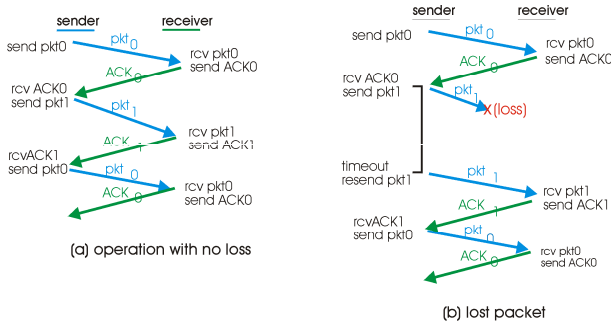 sender
receiver
send pkt0
pkt0
rcv pkt0
send ACK0
ACK0
rcv ACK0
send pkt1
pkt1
rcv pkt1
send ACK1
ACK1
rcvACK1
send pkt0
pkt0
rcv pkt0
send ACK0
ACK0
(a) operation with no loss
sender
receiver
send pkt0
pkt0
rcv pkt0
send ACK0
ACK0
rcv ACK0
send pkt1
pkt1
X(loss)
timeout
resend pkt1
pkt1
rcv pkt1
send ACK1
ACK1
rcvACK1
send pkt0
pkt0
rcv pkt0
send ACK0
ACK0
(b) lost packet